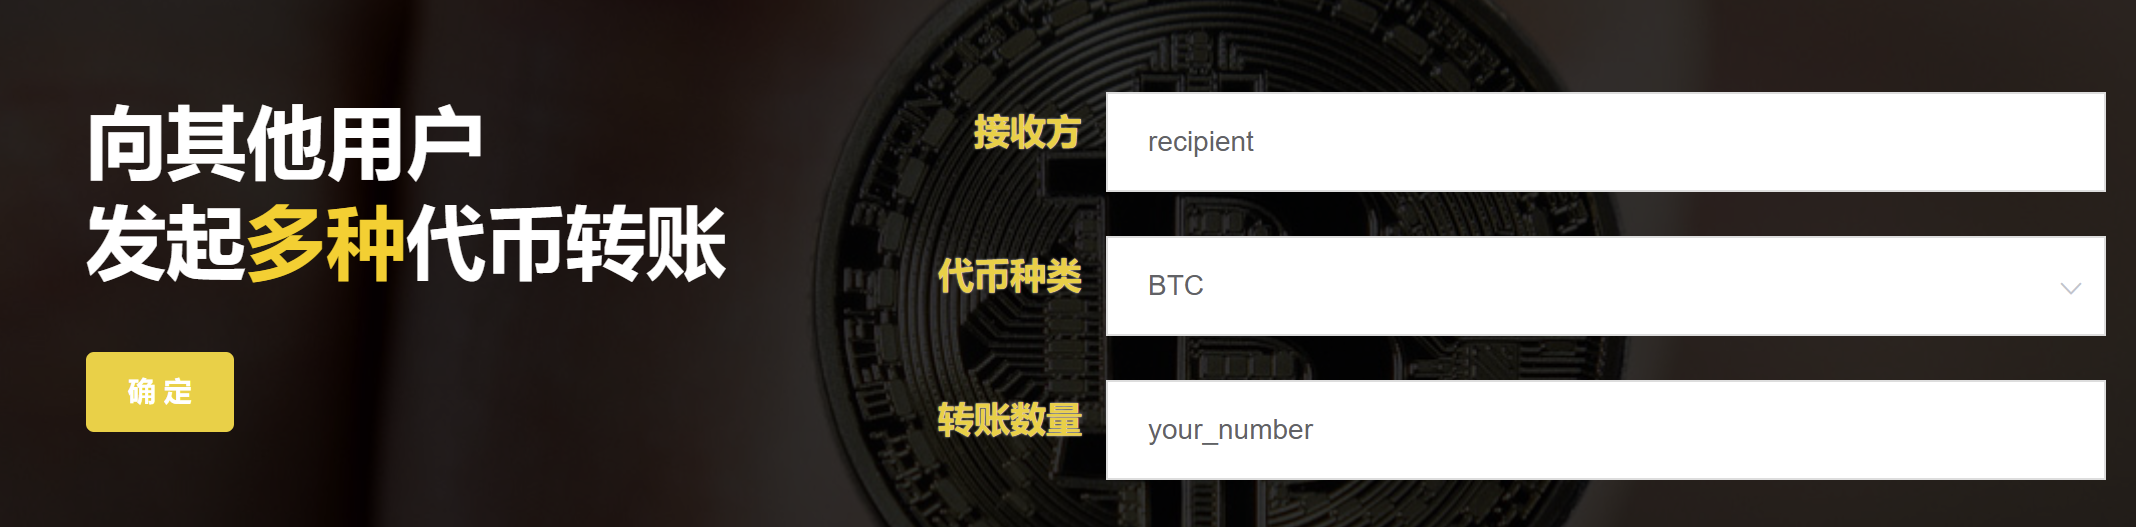 向其他用户
发起多种代币转账
确 定
接收方
recipient
代币种类
BTC
转账数量
your_number